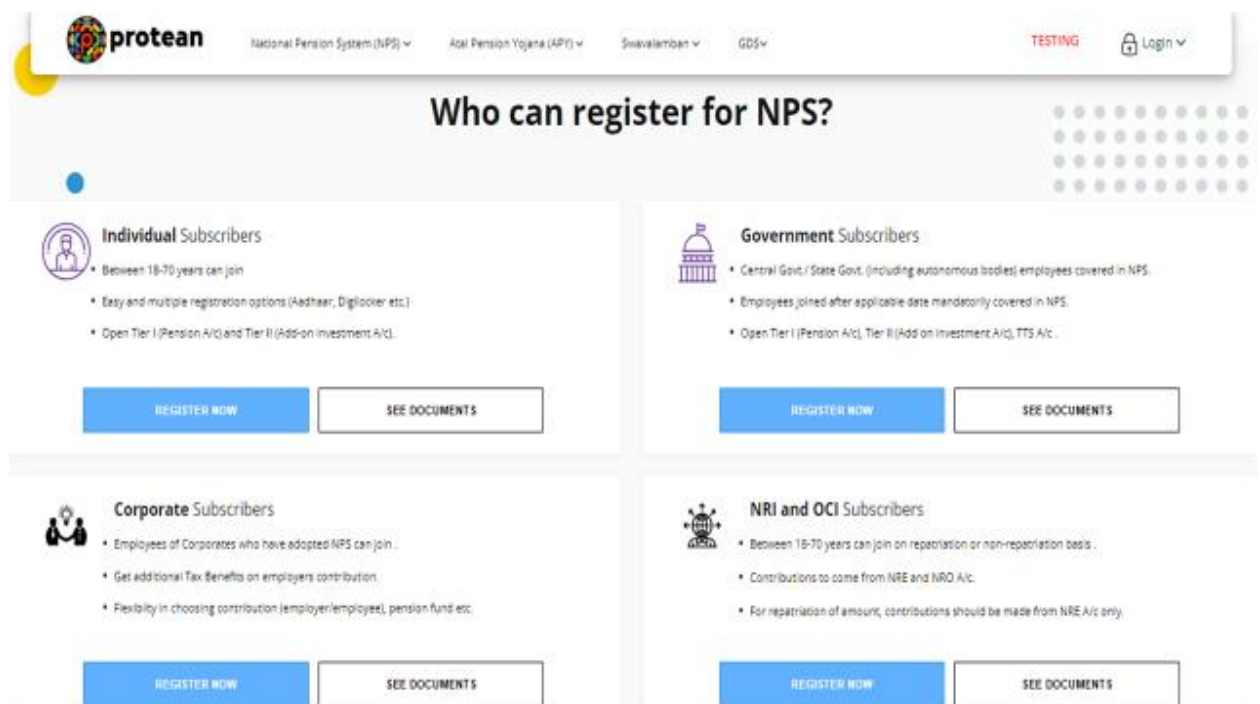 protean
National Pension System (NPS)
Atal Pension Yojana (APY)
Swavalamban
GDS
TESTING
Login
Who can register for NPS?
Individual Subscribers
• Between 18-70 years can join
• Easy and multiple registration options (Aadhaar, Digilocker etc.)
• Open Tier I (Pension A/c) and Tier II (Add-on Investment A/c).
REGISTER NOW
SEE DOCUMENTS
Government Subscribers
• Central Govt./ State Govt. (including autonomous bodies) employees covered in NPS.
• Employees joined after applicable date mandatorily covered in NPS.
• Open Tier I (Pension A/c), Tier II (Add on Investment A/c), TTS A/c .
REGISTER NOW
SEE DOCUMENTS
Corporate Subscribers
• Employees of Corporates who have adopted NPS can join .
• Get additional Tax Benefits on employers contribution.
• Flexibilty in choosing contribution (employer/employee), pension fund etc.
REGISTER NOW
SEE DOCUMENTS
NRI and OCI Subscribers
• Between 18-70 years can join on repatriation or non-repatriation basis .
• Contributions to come from NRE and NRO A/c.
• For repatriation of amount, contributions should be made from NRE A/c only.
REGISTER NOW
SEE DOCUMENTS